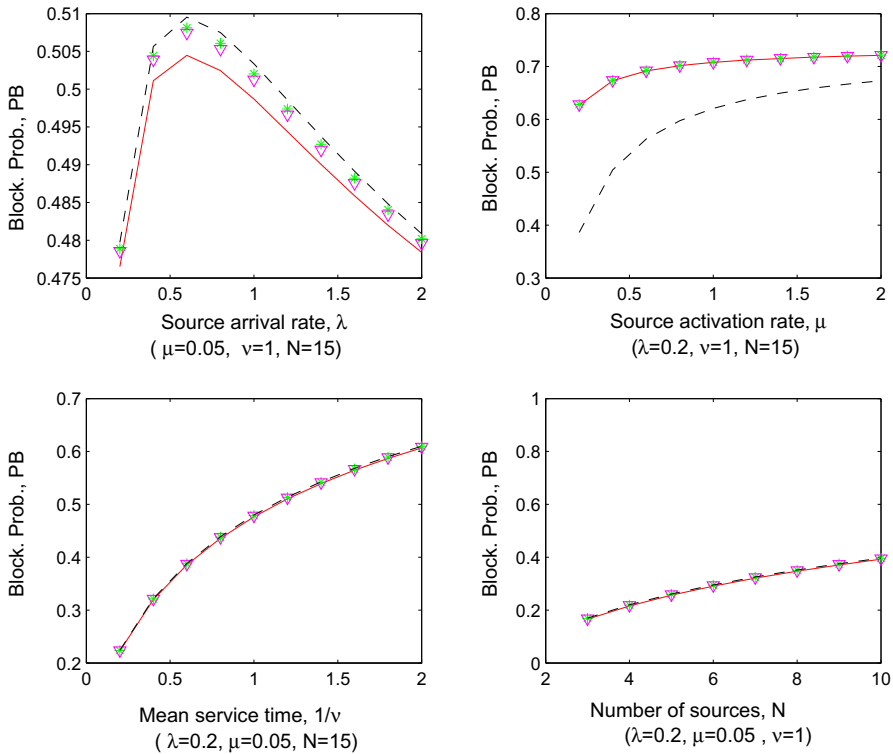 0.51
0.505
0.5
0.495
0.49
0.485
0.48
0.475
Block. Prob., PB
0 0.5 1 1.5 2
Source arrival rate, λ
( μ=0.05, ν=1, N=15)
0.8
0.7
0.6
0.5
0.4
0.3
Block. Prob., PB
0 0.5 1 1.5 2
Source activation rate, μ
(λ=0.2, ν=1, N=15)
0.7
0.6
0.5
0.4
0.3
0.2
Block. Prob., PB
0 0.5 1 1.5 2
Mean service time, 1/ν
( λ=0.2, μ=0.05, N=15)
1
0.8
0.6
0.4
0.2
0
Block. Prob., PB
2 4 6 8 10
Number of sources, N
(λ=0.2, μ=0.05 , ν=1)